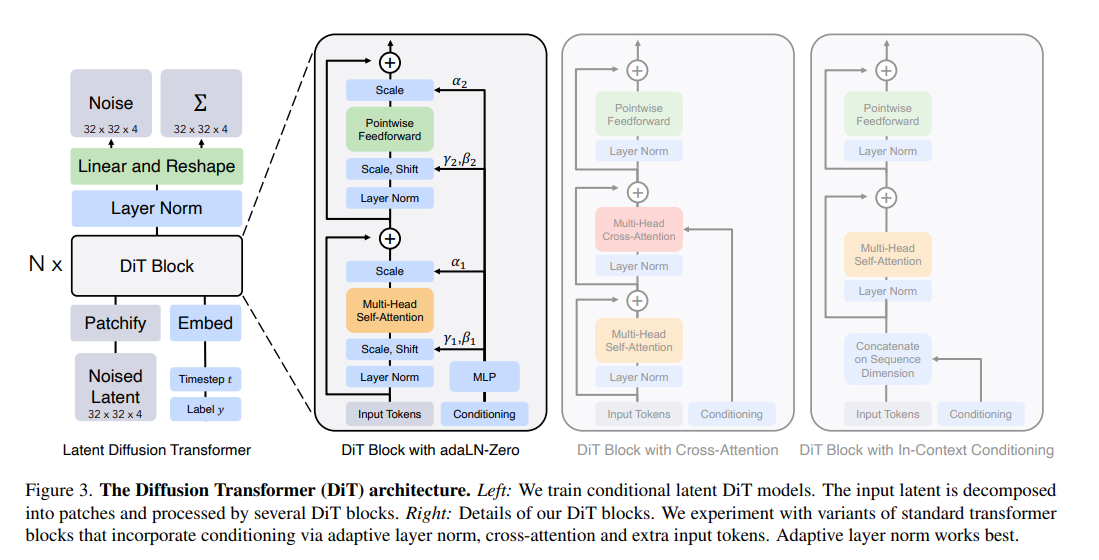 Noise
32 x 32 x 4
Σ
32 x 32 x 4
Linear and Reshape
Layer Norm
N x
DiT Block
Patchify
Embed
Noised
Latent
32 x 32 x 4
Timestep t
Label y
Latent Diffusion Transformer
+
Scale
α₂
Pointwise
Feedforward
γ₂,β₂
Scale, Shift
Layer Norm
+
Scale
α₁
Multi-Head
Self-Attention
γ₁,β₁
Scale, Shift
Layer Norm
MLP
Input Tokens
Conditioning
DiT Block with adaLN-Zero
+
Pointwise
Feedforward
Layer Norm
+
Multi-Head
Cross-Attention
Layer Norm
+
Multi-Head
Self-Attention
Layer Norm
Input Tokens
Conditioning
DiT Block with Cross-Attention
+
Pointwise
Feedforward
Layer Norm
+
Multi-Head
Self-Attention
Layer Norm
Concatenate
on Sequence
Dimension
Input Tokens
Conditioning
DiT Block with In-Context Conditioning
Figure 3. The Diffusion Transformer (DiT) architecture. Left: We train conditional latent DiT models. The input latent is decomposed
into patches and processed by several DiT blocks. Right: Details of our DiT blocks. We experiment with variants of standard transformer
blocks that incorporate conditioning via adaptive layer norm, cross-attention and extra input tokens. Adaptive layer norm works best.